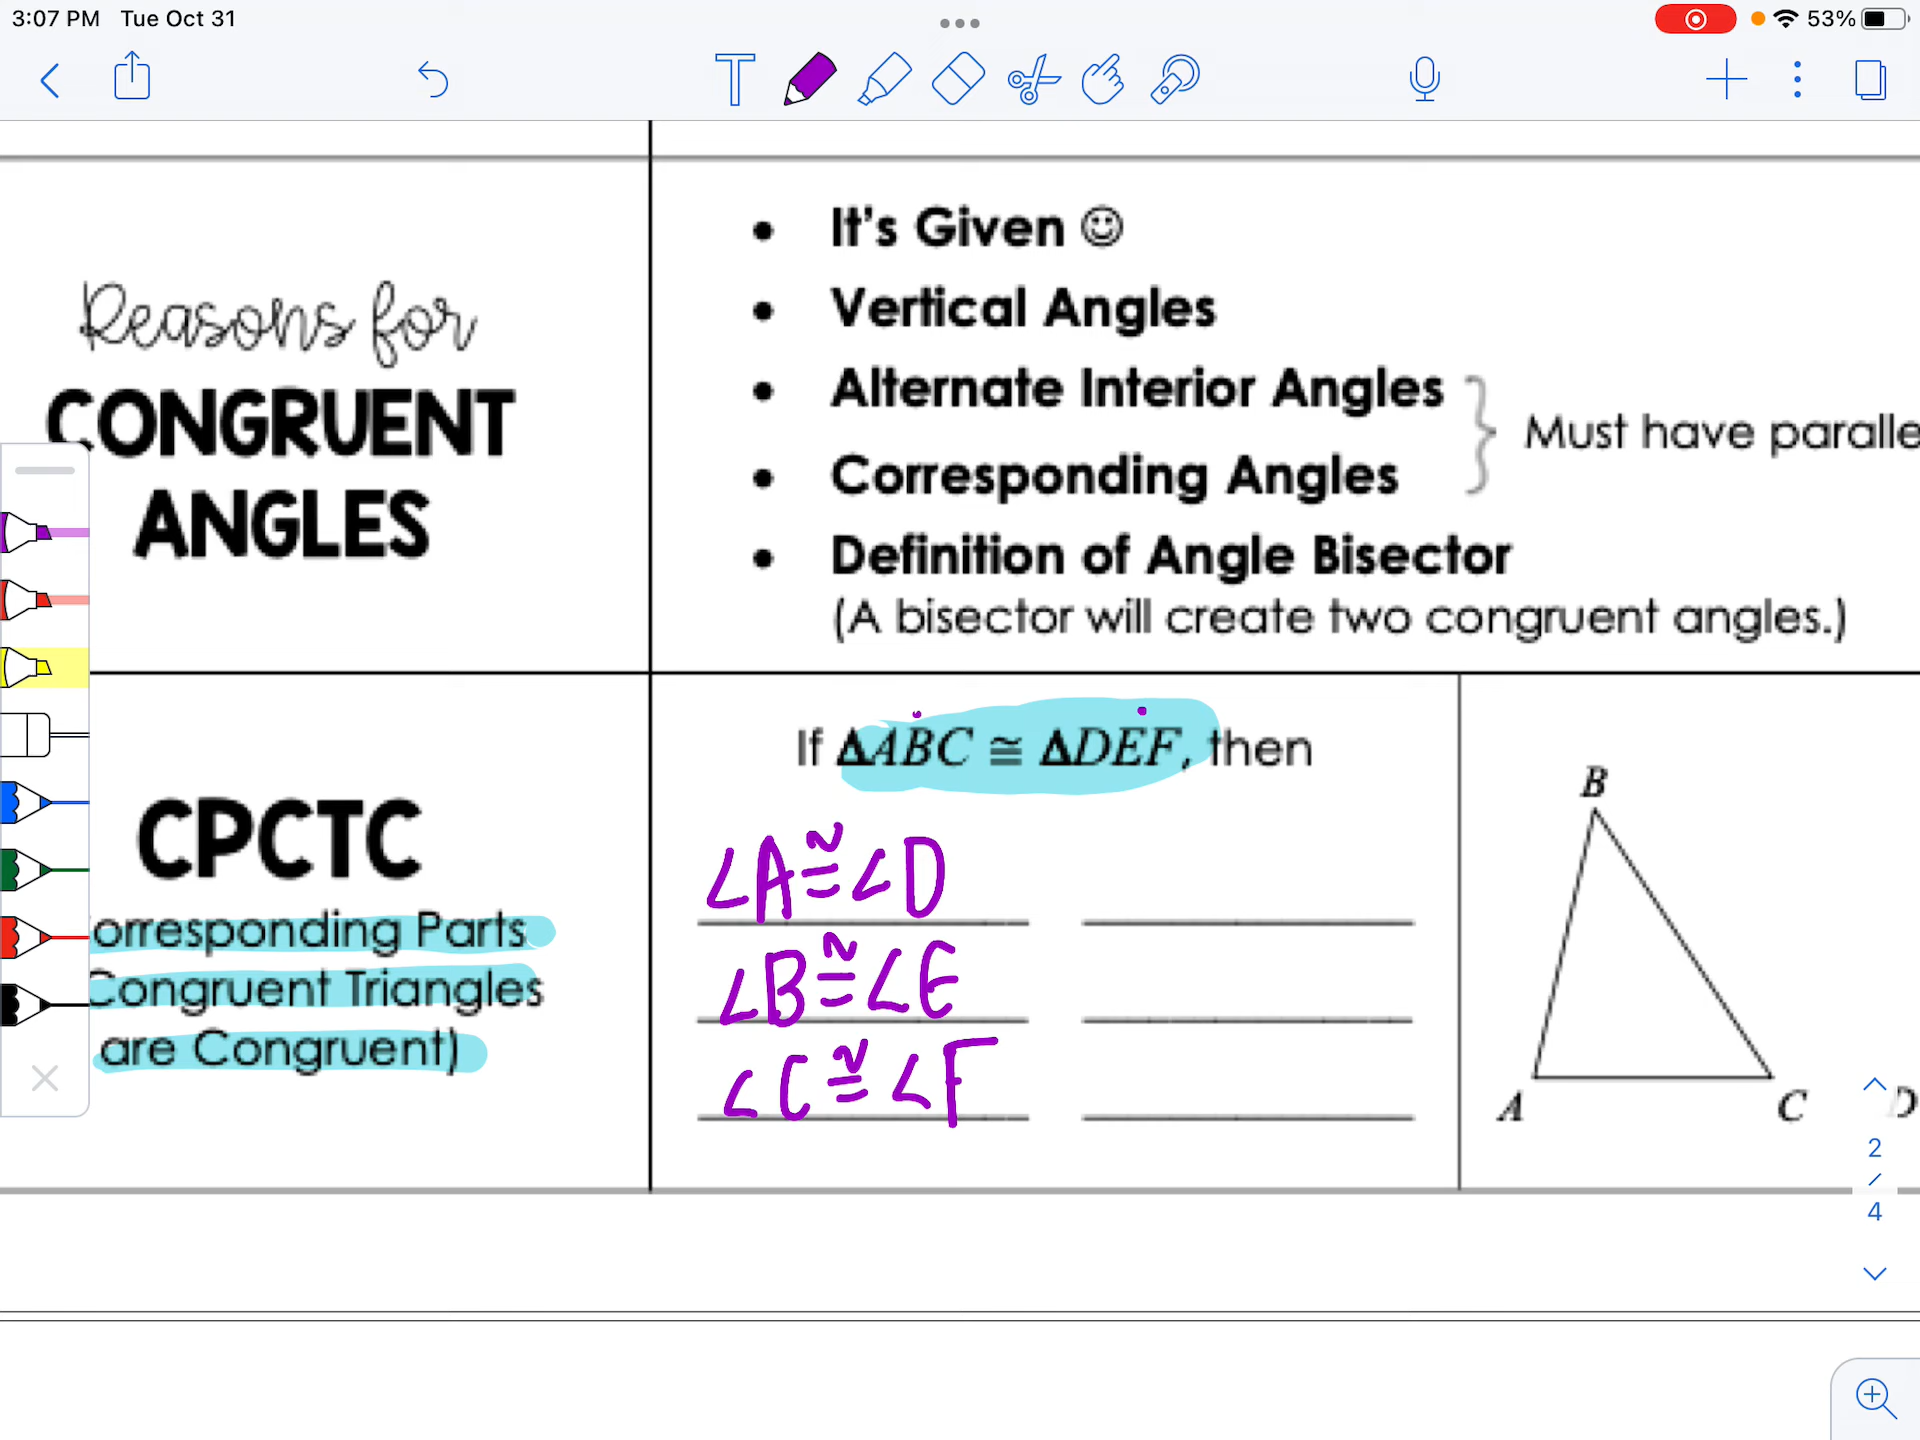 3:07 PM Tue Oct 31
53%
T
Reasons for
CONGRUENT
ANGLES
• It's Given ☺
• Vertical Angles
• Alternate Interior Angles
• Corresponding Angles
Must have paralle
• Definition of Angle Bisector
(A bisector will create two congruent angles.)
CPCTC
orresponding Parts
Congruent Triangles
are Congruent)
If ΔABC ≅ ΔDEF, then
∠A ≅ ∠D
∠B ≅ ∠E
∠C ≅ ∠F
B
A
C
D
2
/
4